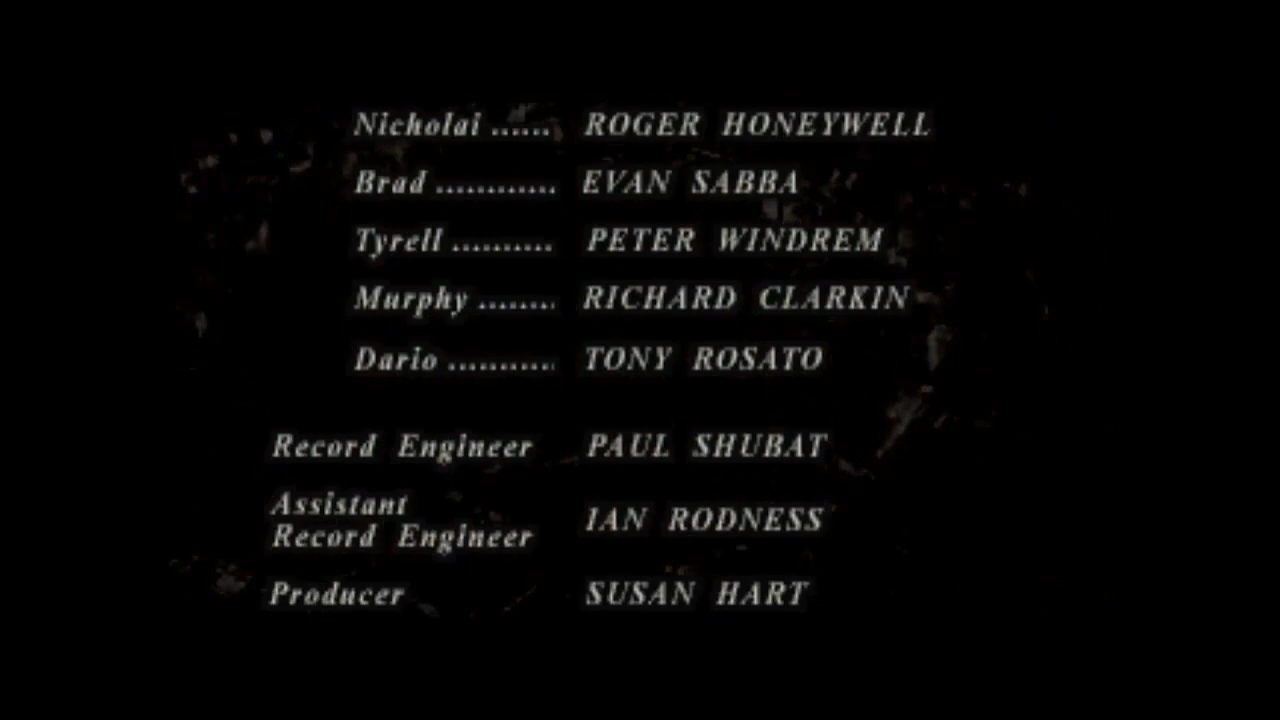 Nicholai ...... ROGER HONEYWELL
Brad ............ EVAN SABBA
Tyrell .......... PETER WINDREM
Murphy ........ RICHARD CLARKIN
Dario ........... TONY ROSATO
Record Engineer PAUL SHUBAT
Assistant
Record Engineer IAN RODNESS
Producer SUSAN HART